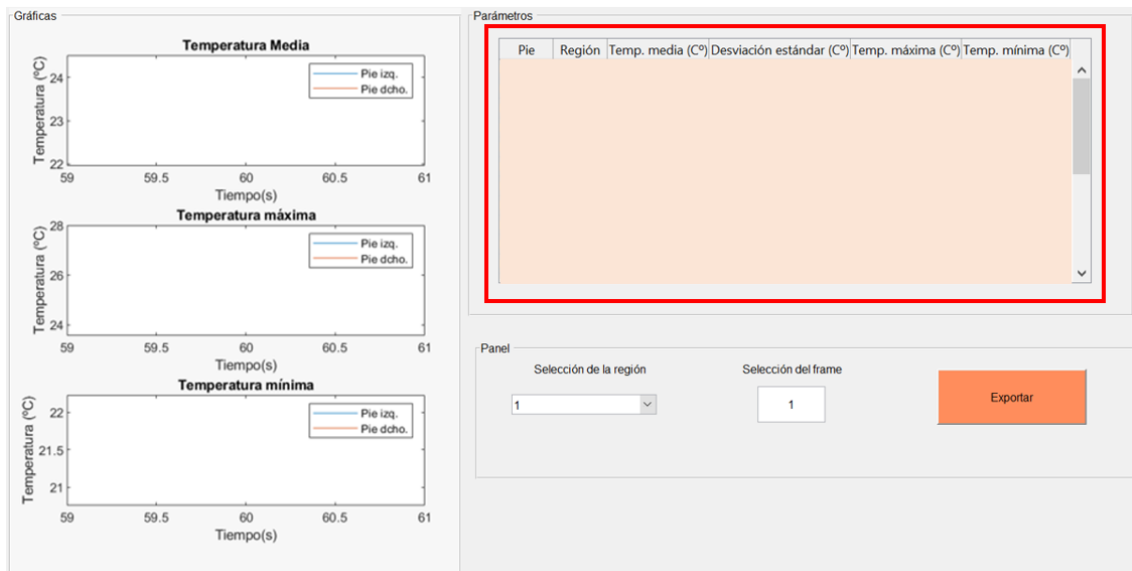 Gráficas
Temperatura Media
Temperatura (ºC)
24
23
22
Pie izq.
Pie dcho.
59 59.5 60 60.5 61
Tiempo(s)
Temperatura máxima
Temperatura (ºC)
28
26
24
Pie izq.
Pie dcho.
59 59.5 60 60.5 61
Tiempo(s)
Temperatura mínima
Temperatura (ºC)
22
21.5
21
Pie izq.
Pie dcho.
59 59.5 60 60.5 61
Tiempo(s)
Parámetros
Pie Región Temp. media (Cº) Desviación estándar (Cº) Temp. máxima (Cº) Temp. mínima (Cº)
Panel
Selección de la región Selección del frame
1 1 Exportar